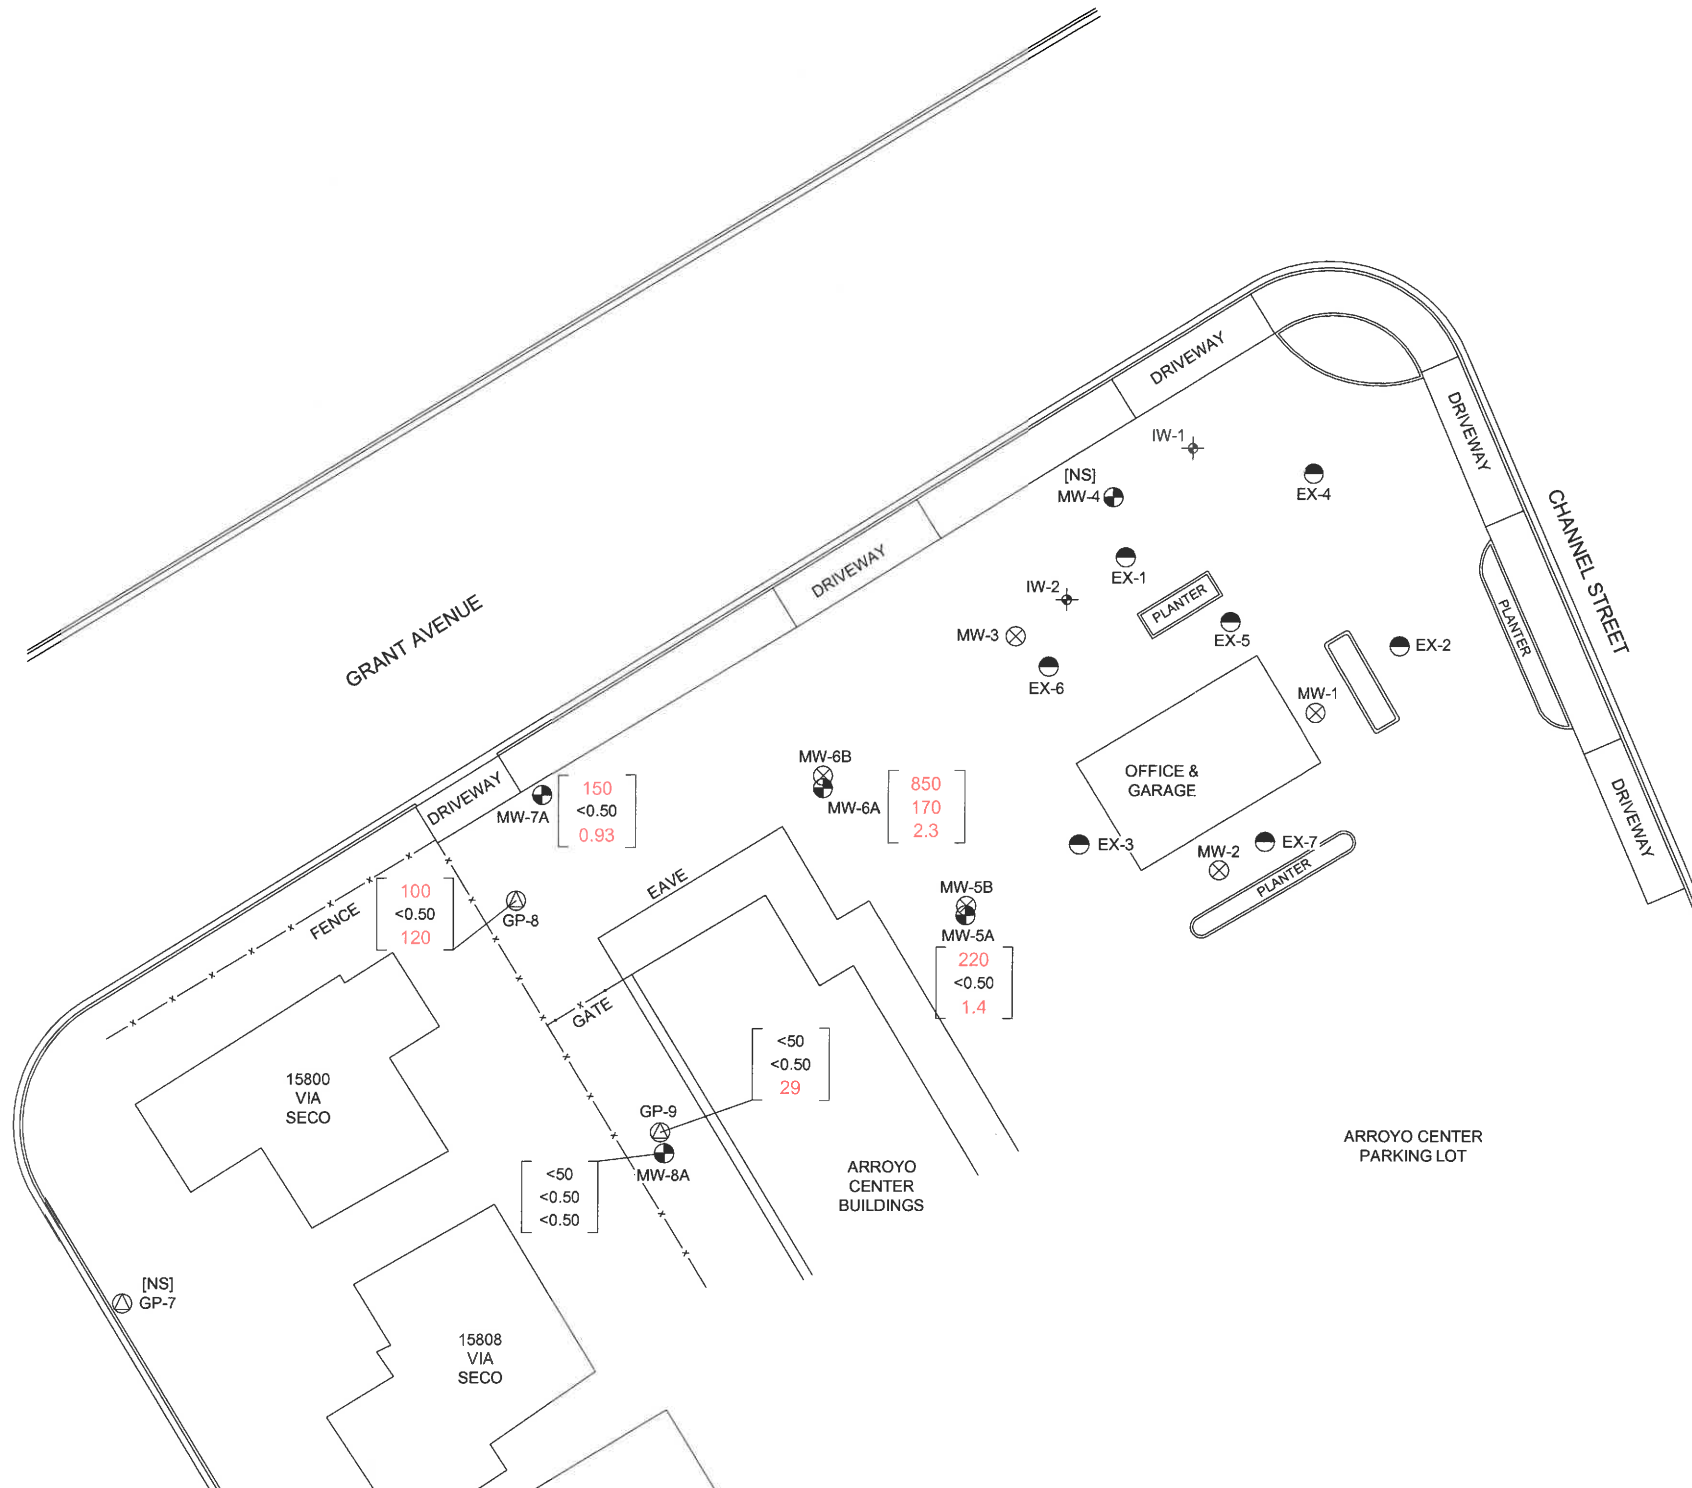 DRIVEWAY
IW-1
DRIVEWAY
[NS]
MW-4
EX-4
CHANNEL STREET
DRIVEWAY
EX-1
IW-2
PLANTER
MW-3
EX-5
EX-2
PLANTER
GRANT AVENUE
EX-6
MW-1
MW-6B
OFFICE &
GARAGE
DRIVEWAY
MW-7A
150
<0.50
0.93
MW-6A
850
170
2.3
DRIVEWAY
EX-3
MW-2
EX-7
PLANTER
EAVE
MW-5B
MW-5A
220
<0.50
1.4
100
<0.50
120
FENCE
GP-8
GATE
<50
<0.50
29
15800
VIA
SECO
GP-9
MW-8A
<50
<0.50
<0.50
ARROYO
CENTER
BUILDINGS
ARROYO CENTER
PARKING LOT
[NS]
GP-7
15808
VIA
SECO